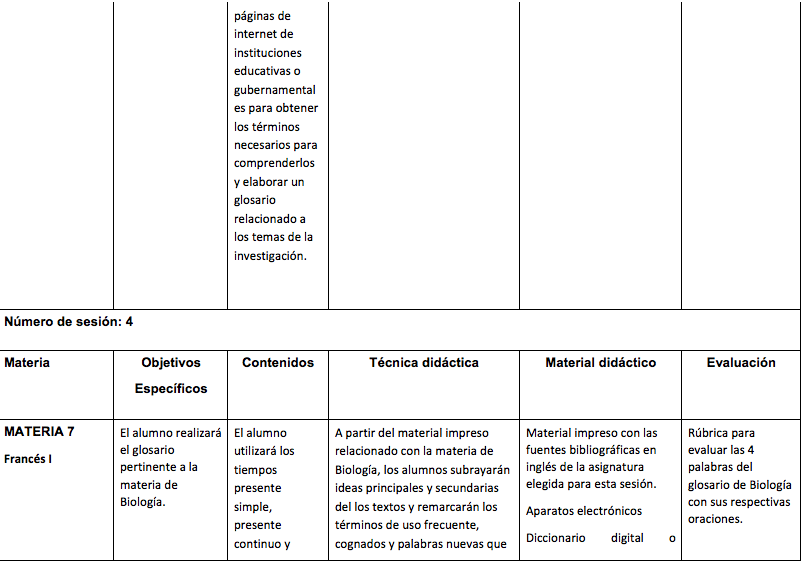 páginas de
internet de
instituciones
educativas o
gubernamental
es para obtener
los términos
necesarios para
comprenderlos
y elaborar un
glosario
relacionado a
los temas de la
investigación.
Número de sesión: 4
Materia
Objetivos
Específicos
Contenidos
Técnica didáctica
Material didáctico
Evaluación
MATERIA 7
Francés I
El alumno realizará
el glosario
pertinente a la
materia de
Biología.
El alumno
utilizará los
tiempos
presente
simple,
presente
continuo y
A partir del material impreso
relacionado con la materia de
Biología, los alumnos subrayarán
ideas principales y secundarias
del los textos y remarcarán los
términos de uso frecuente,
cognados y palabras nuevas que
Material impreso con las
fuentes bibliográficas en
inglés de la asignatura
elegida para esta sesión.
Aparatos electrónicos
Diccionario digital o
Rúbrica para
evaluar las 4
palabras del
glosario de Biología
con sus respectivas
oraciones.